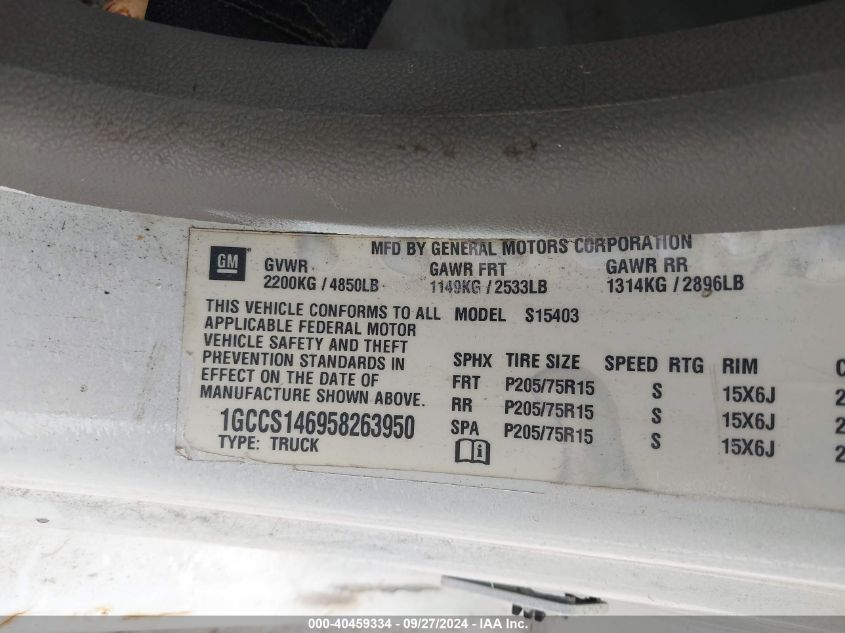 MFD BY GENERAL MOTORS CORPORATION
GM
GVWR GAWR FRT GAWR RR
2200KG / 4850LB 1149KG / 2533LB 1314KG / 2896LB
THIS VEHICLE CONFORMS TO ALL MODEL S15403
APPLICABLE FEDERAL MOTOR
VEHICLE SAFETY AND THEFT
PREVENTION STANDARDS IN
EFFECT ON THE DATE OF
MANUFACTURE SHOWN ABOVE.
1GCCS146958263950
TYPE: TRUCK
SPHX TIRE SIZE SPEED RTG RIM C
FRT P205/75R15 S 15X6J 2
RR P205/75R15 S 15X6J 2
SPA P205/75R15 S 15X6J 2
000-40459334 - 09/27/2024 - IAA Inc.